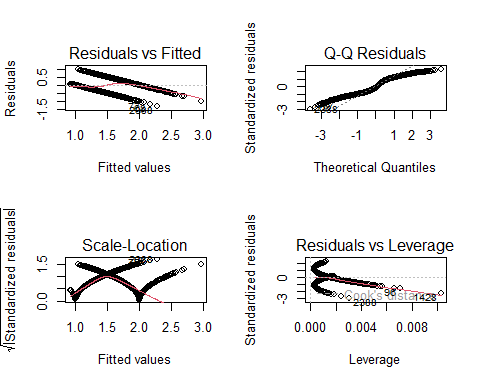 Residuals vs Fitted
Residuals
-1.5 0.5
1.0 1.5 2.0 2.5 3.0
Fitted values
Q-Q Residuals
Standardized residuals
-3 0
-3 -1 0 1 2 3
Theoretical Quantiles
Scale-Location
√|Standardized residuals|
0.0 1.5
1.0 1.5 2.0 2.5 3.0
Fitted values
Residuals vs Leverage
Standardized residuals
-3 0
Cook's dista
1428
0.000 0.004 0.008
Leverage